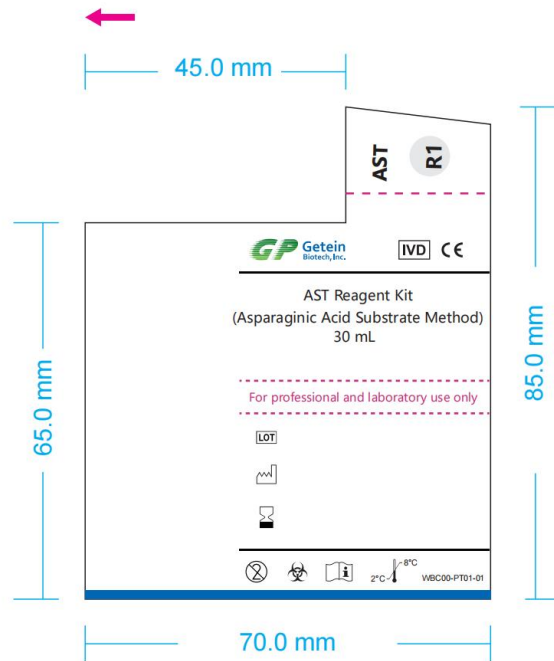 45.0 mm
AST
R1
GP Getein
Biotech, Inc.
IVD CE
AST Reagent Kit
(Asparaginic Acid Substrate Method)
30 mL
65.0 mm
85.0 mm
For professional and laboratory use only
LOT
2 i 2°C 8°C WBC00-PT01-01
70.0 mm